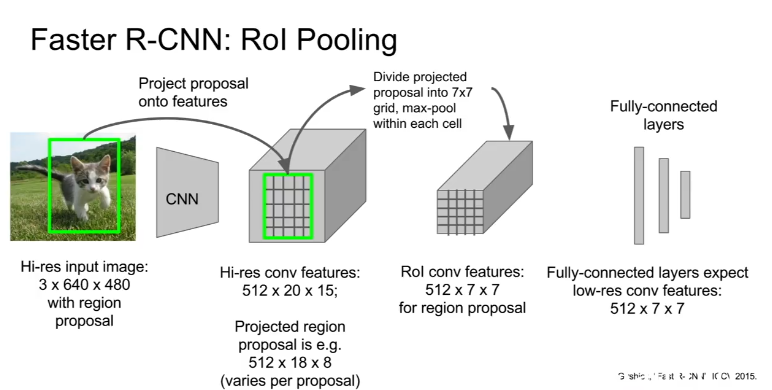 Faster R-CNN: RoI Pooling
Project proposal
onto features
Divide projected
proposal into 7x7
grid, max-pool
within each cell
Fully-connected
layers
CNN
Hi-res input image:
3 x 640 x 480
with region
proposal
Hi-res conv features:
512 x 20 x 15;
Projected region
proposal is e.g.
512 x 18 x 8
(varies per proposal)
RoI conv features:
512 x 7 x 7
for region proposal
Fully-connected layers expect
low-res conv features:
512 x 7 x 7
2015.